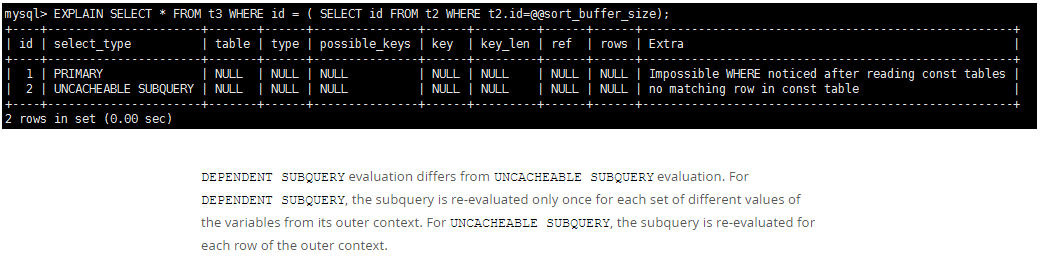 mysql> EXPLAIN SELECT * FROM t3 WHERE id = ( SELECT id FROM t2 WHERE t2.id=@@sort_buffer_size);
+----+----------------------+-------+------+---------------+------+---------+------+------+-----------------------------------------------------+
| id | select_type          | table | type | possible_keys | key  | key_len | ref  | rows | Extra                                               |
+----+----------------------+-------+------+---------------+------+---------+------+------+-----------------------------------------------------+
|  1 | PRIMARY              | NULL  | NULL | NULL          | NULL | NULL    | NULL | NULL | Impossible WHERE noticed after reading const tables |
|  2 | UNCACHEABLE SUBQUERY | NULL  | NULL | NULL          | NULL | NULL    | NULL | NULL | no matching row in const table                      |
+----+----------------------+-------+------+---------------+------+---------+------+------+-----------------------------------------------------+
2 rows in set (0.00 sec)
DEPENDENT SUBQUERY evaluation differs from UNCACHEABLE SUBQUERY evaluation. For
DEPENDENT SUBQUERY, the subquery is re-evaluated only once for each set of different values of
the variables from its outer context. For UNCACHEABLE SUBQUERY, the subquery is re-evaluated for
each row of the outer context.